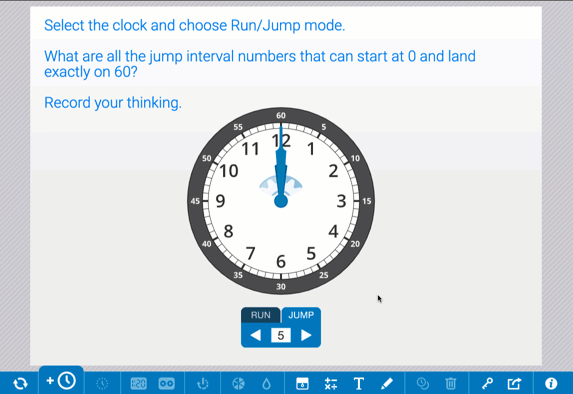 Select the clock and choose Run/Jump mode.
What are all the jump interval numbers that can start at 0 and land
exactly on 60?
Record your thinking.
60
55 5
12
11 1
50 10
10 2
45 9 3 15
8 4
40 20
7 5
6
35 25
30
RUN JUMP
5
+20
T